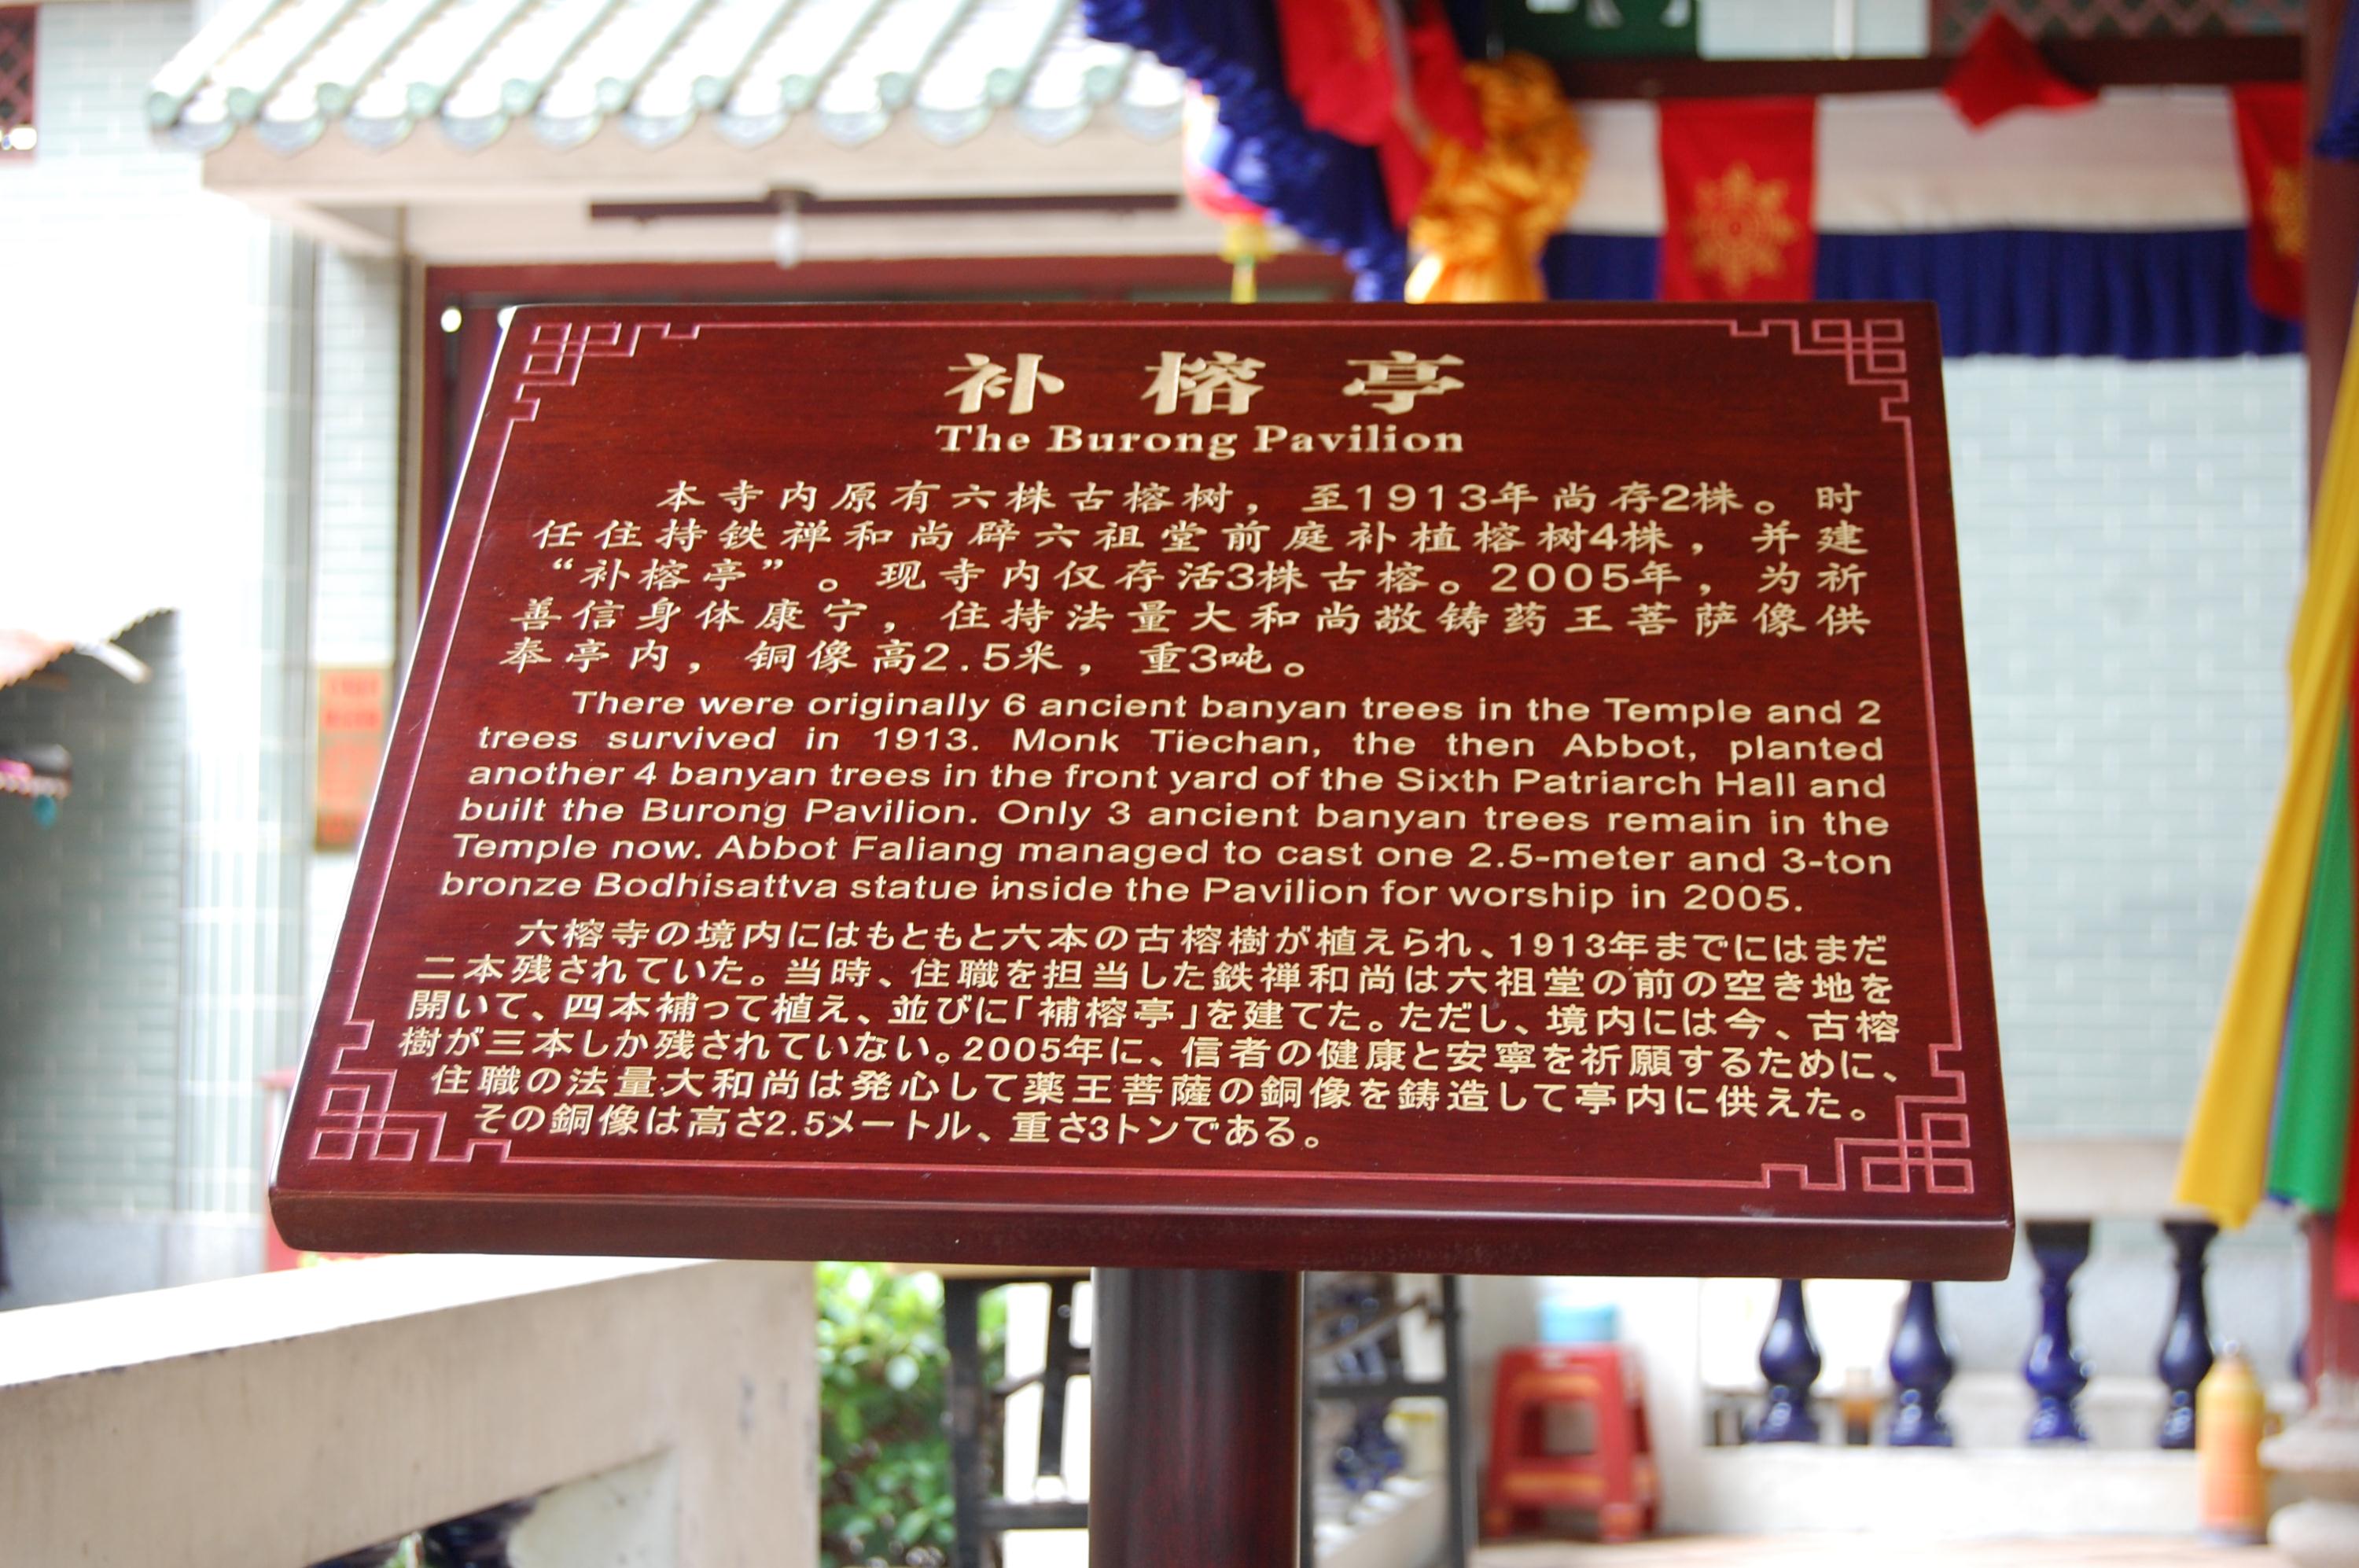 补榕亭
The Burong Pavilion
本寺内原有六株古榕树，至1913年尚存2株。时
任住持铁禅和尚辟六祖堂前庭补植榕树4株，并建
“补榕亭”。现寺内仅存活3株古榕。2005年，为祈
善信身体康宁，住持法量大和尚敬铸药王菩萨像供
奉亭内，铜像高2.5米，重3吨。
There were originally 6 ancient banyan trees in the Temple and 2
trees survived in 1913. Monk Tiechan, the then Abbot, planted
another 4 banyan trees in the front yard of the Sixth Patriarch Hall and
built the Burong Pavilion. Only 3 ancient banyan trees remain in the
Temple now. Abbot Faliang managed to cast one 2.5-meter and 3-ton
bronze Bodhisattva statue inside the Pavilion for worship in 2005.
六榕寺の境内にはもともと六本の古榕樹が植えられ、1913年までにはまだ
二本残されていた。当時、住職を担当した鉄禅和尚は六祖堂の前の空き地を
開いて、四本補って植え、並びに「補榕亭」を建てた。ただし、境内には今、古榕
樹が三本しか残されていない。2005年に、信者の健康と安寧を祈願するために、
住職の法量大和尚は発心して薬王菩薩の銅像を鋳造して亭内に供えた。
その銅像は高さ2.5メートル、重さ3トンである。